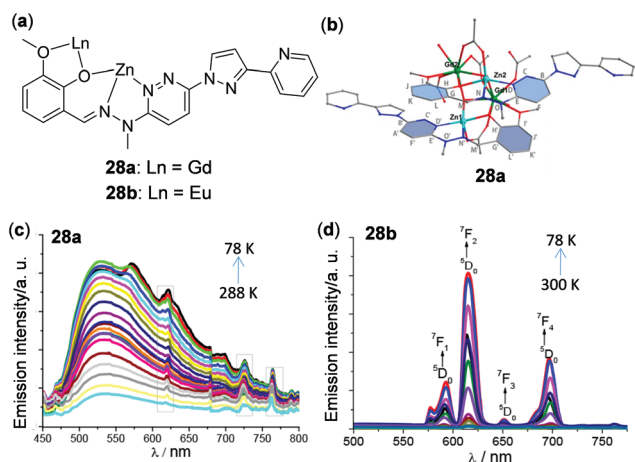 (a)
Ln
O
O
Zn
N
N
N
N
N
N
N
28a: Ln = Gd
28b: Ln = Eu
(b)
Gd2
Zn2
Gd1
Zn1
28a
(c) 28a
78 K
288 K
Emission intensity/a. u.
450 500 550 600 650 700 750 800
λ / nm
(d) 28b
78 K
300 K
⁷F₂
⁵D₀
⁷F₁
⁵D₀
⁷F₃
⁵D₀
⁷F₄
⁵D₀
Emission intensity/a. u.
500 550 600 650 700 750
λ / nm